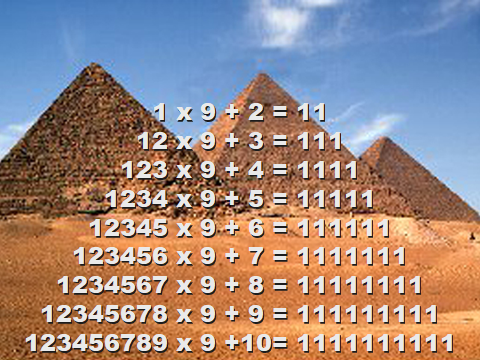 1 x 9 + 2 = 11
12 x 9 + 3 = 111
123 x 9 + 4 = 1111
1234 x 9 + 5 = 11111
12345 x 9 + 6 = 111111
123456 x 9 + 7 = 1111111
1234567 x 9 + 8 = 11111111
12345678 x 9 + 9 = 111111111
123456789 x 9 +10= 1111111111